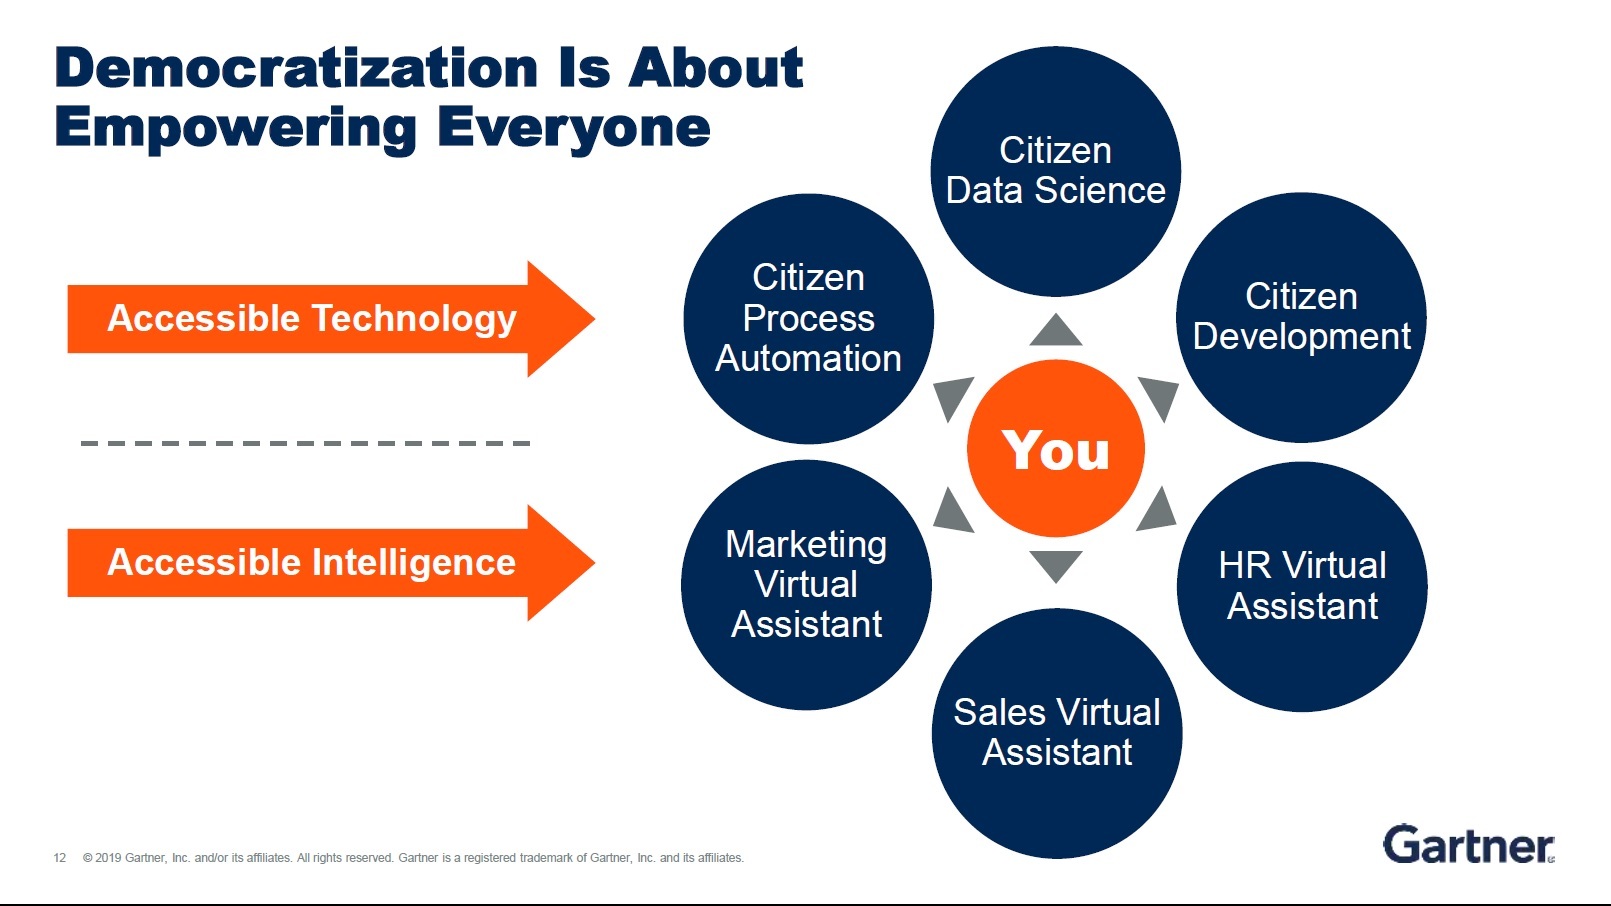 Democratization Is About
Empowering Everyone
Accessible Technology
Accessible Intelligence
Citizen
Data Science
Citizen
Process
Automation
Citizen
Development
You
Marketing
Virtual
Assistant
HR Virtual
Assistant
Sales Virtual
Assistant
12 © 2019 Gartner, Inc. and/or its affiliates. All rights reserved. Gartner is a registered trademark of Gartner, Inc. and its affiliates.
Gartner